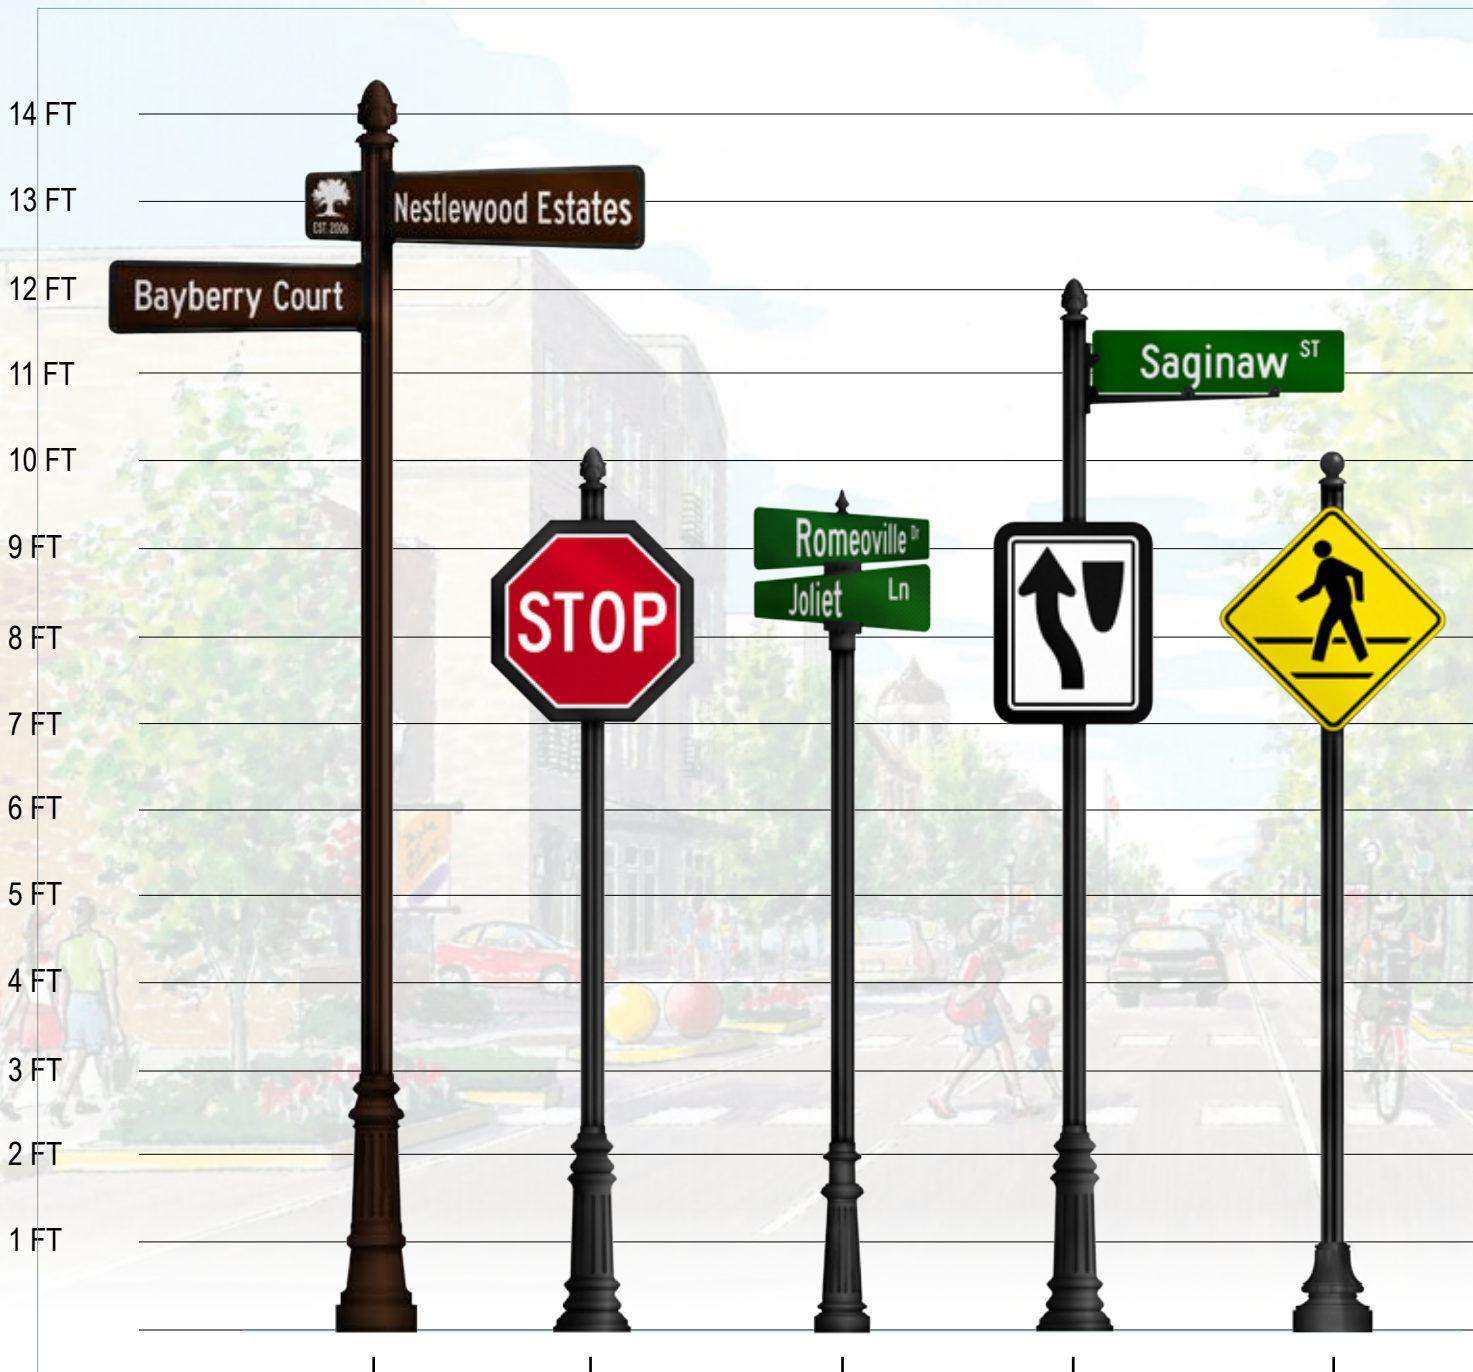 14 FT
13 FT
EST. 2006
Nestlewood Estates
12 FT
Bayberry Court
11 FT
Saginaw ST
10 FT
9 FT
Romeoville Dr
Joliet Ln
8 FT
STOP
7 FT
6 FT
5 FT
4 FT
3 FT
2 FT
1 FT